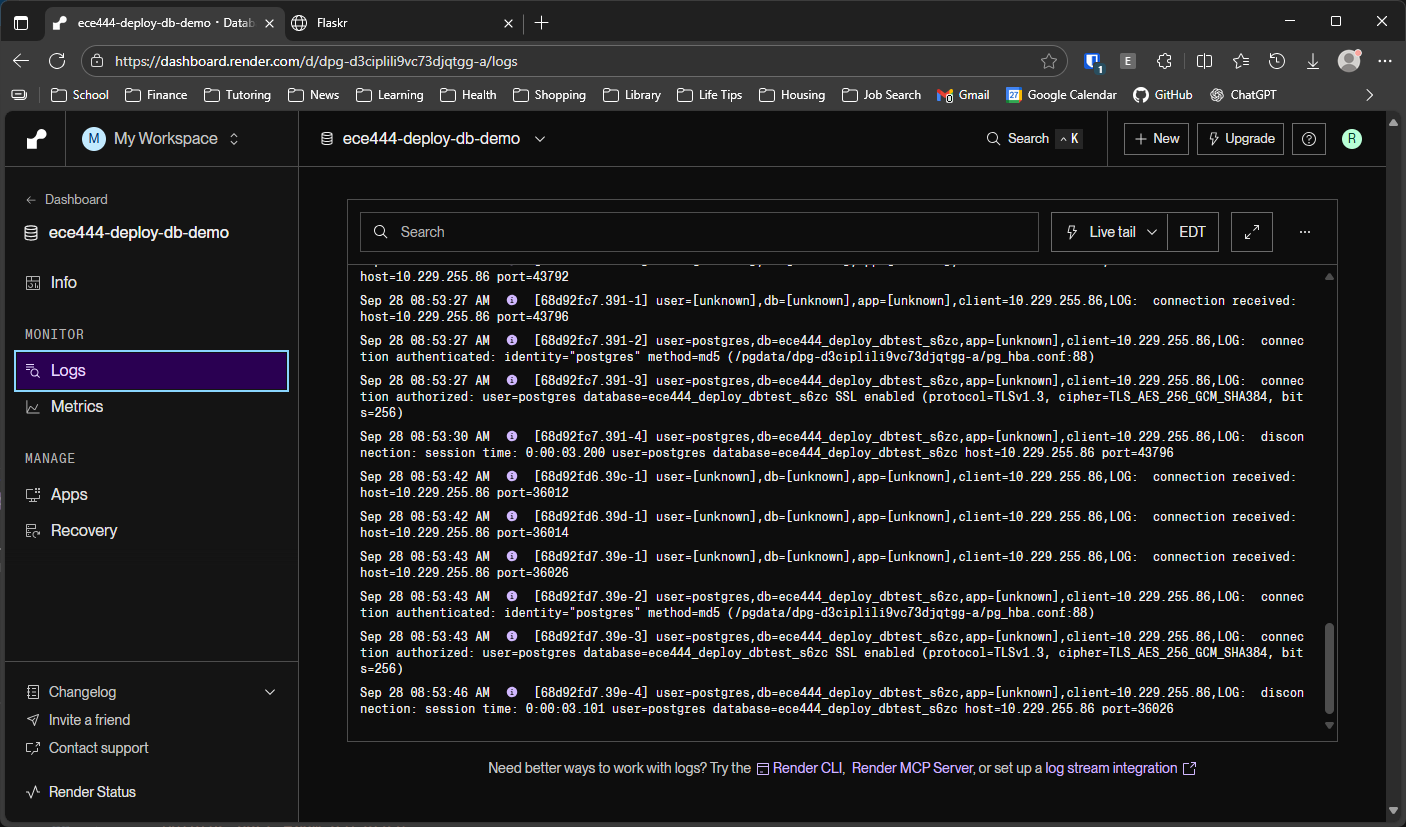 ece444-deploy-db-demo · Datab
Flaskr
https://dashboard.render.com/d/dpg-d3ciplili9vc73djqtgg-a/logs
1
E
School
Finance
Tutoring
News
Learning
Health
Shopping
Library
Life Tips
Housing
Job Search
Gmail
27
Google Calendar
GitHub
ChatGPT
M
My Workspace
ece444-deploy-db-demo
Search
K
+ New
Upgrade
R
Dashboard
ece444-deploy-db-demo
Info
MONITOR
Logs
Metrics
MANAGE
Apps
Recovery
Changelog
Invite a friend
Contact support
Render Status
Search
Live tail
EDT
host=10.229.255.86 port=43792
Sep 28 08:53:27 AM [68d92fc7.391-1] user=[unknown],db=[unknown],app=[unknown],client=10.229.255.86,LOG:  connection received:
host=10.229.255.86 port=43796
Sep 28 08:53:27 AM [68d92fc7.391-2] user=postgres,db=ece444_deploy_dbtest_s6zc,app=[unknown],client=10.229.255.86,LOG:  connec
tion authenticated: identity="postgres" method=md5 (/pgdata/dpg-d3ciplili9vc73djqtgg-a/pg_hba.conf:88)
Sep 28 08:53:27 AM [68d92fc7.391-3] user=postgres,db=ece444_deploy_dbtest_s6zc,app=[unknown],client=10.229.255.86,LOG:  connec
tion authorized: user=postgres database=ece444_deploy_dbtest_s6zc SSL enabled (protocol=TLSv1.3, cipher=TLS_AES_256_GCM_SHA384, bit
s=256)
Sep 28 08:53:30 AM [68d92fc7.391-4] user=postgres,db=ece444_deploy_dbtest_s6zc,app=[unknown],client=10.229.255.86,LOG:  discon
nection: session time: 0:00:03.200 user=postgres database=ece444_deploy_dbtest_s6zc host=10.229.255.86 port=43796
Sep 28 08:53:42 AM [68d92fd6.39c-1] user=[unknown],db=[unknown],app=[unknown],client=10.229.255.86,LOG:  connection received:
host=10.229.255.86 port=36012
Sep 28 08:53:42 AM [68d92fd6.39d-1] user=[unknown],db=[unknown],app=[unknown],client=10.229.255.86,LOG:  connection received:
host=10.229.255.86 port=36014
Sep 28 08:53:43 AM [68d92fd7.39e-1] user=[unknown],db=[unknown],app=[unknown],client=10.229.255.86,LOG:  connection received:
host=10.229.255.86 port=36026
Sep 28 08:53:43 AM [68d92fd7.39e-2] user=postgres,db=ece444_deploy_dbtest_s6zc,app=[unknown],client=10.229.255.86,LOG:  connec
tion authenticated: identity="postgres" method=md5 (/pgdata/dpg-d3ciplili9vc73djqtgg-a/pg_hba.conf:88)
Sep 28 08:53:43 AM [68d92fd7.39e-3] user=postgres,db=ece444_deploy_dbtest_s6zc,app=[unknown],client=10.229.255.86,LOG:  connec
tion authorized: user=postgres database=ece444_deploy_dbtest_s6zc SSL enabled (protocol=TLSv1.3, cipher=TLS_AES_256_GCM_SHA384, bit
s=256)
Sep 28 08:53:46 AM [68d92fd7.39e-4] user=postgres,db=ece444_deploy_dbtest_s6zc,app=[unknown],client=10.229.255.86,LOG:  discon
nection: session time: 0:00:03.101 user=postgres database=ece444_deploy_dbtest_s6zc host=10.229.255.86 port=36026
Need better ways to work with logs? Try the Render CLI, Render MCP Server, or set up a log stream integration